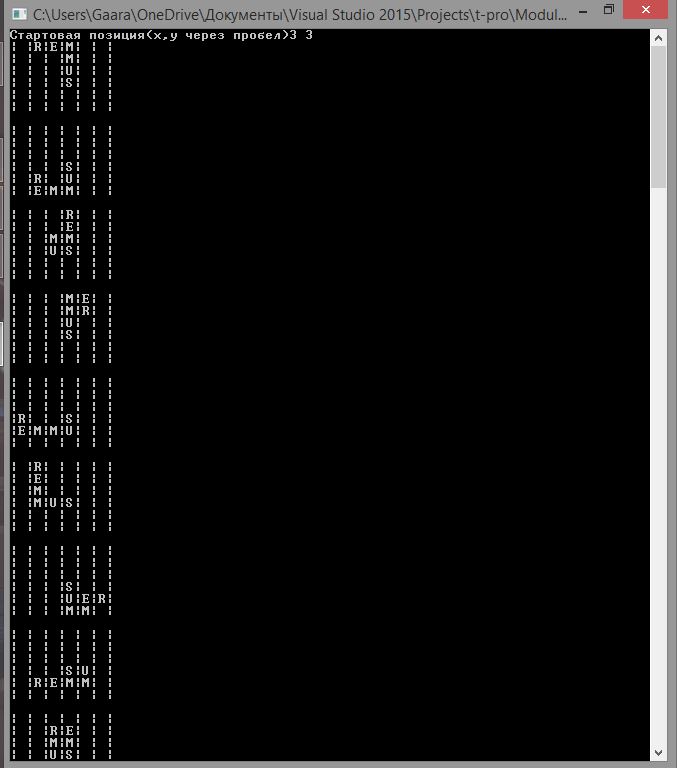 C:\Users\Gaara\OneDrive\Документы\Visual Studio 2015\Projects\t-pro\Modul...
Стартовая позиция(x,y через пробел)3 3
¦ ¦R¦E¦M¦ ¦ ¦
¦ ¦ ¦ ¦M¦ ¦ ¦
¦ ¦ ¦ ¦U¦ ¦ ¦
¦ ¦ ¦ ¦S¦ ¦ ¦
¦ ¦ ¦ ¦ ¦ ¦ ¦
¦ ¦ ¦ ¦ ¦ ¦ ¦
¦ ¦ ¦ ¦ ¦ ¦ ¦
¦ ¦ ¦ ¦ ¦ ¦ ¦
¦ ¦ ¦ ¦ ¦ ¦ ¦
¦ ¦ ¦ ¦S¦ ¦ ¦
¦ ¦R¦ ¦U¦ ¦ ¦
¦ ¦E¦M¦M¦ ¦ ¦
¦ ¦ ¦ ¦R¦ ¦ ¦
¦ ¦ ¦ ¦E¦ ¦ ¦
¦ ¦ ¦M¦M¦ ¦ ¦
¦ ¦ ¦U¦S¦ ¦ ¦
¦ ¦ ¦ ¦ ¦ ¦ ¦
¦ ¦ ¦ ¦ ¦ ¦ ¦
¦ ¦ ¦ ¦M¦E¦ ¦
¦ ¦ ¦ ¦M¦R¦ ¦
¦ ¦ ¦ ¦U¦ ¦ ¦
¦ ¦ ¦ ¦S¦ ¦ ¦
¦ ¦ ¦ ¦ ¦ ¦ ¦
¦ ¦ ¦ ¦ ¦ ¦ ¦
¦ ¦ ¦ ¦ ¦ ¦ ¦
¦ ¦ ¦ ¦ ¦ ¦ ¦
¦ ¦ ¦ ¦ ¦ ¦ ¦
¦R¦ ¦ ¦S¦ ¦ ¦
¦E¦M¦M¦U¦ ¦ ¦
¦ ¦ ¦ ¦ ¦ ¦ ¦
¦ ¦R¦ ¦ ¦ ¦ ¦
¦ ¦E¦ ¦ ¦ ¦ ¦
¦ ¦M¦ ¦ ¦ ¦ ¦
¦ ¦M¦U¦S¦ ¦ ¦
¦ ¦ ¦ ¦ ¦ ¦ ¦
¦ ¦ ¦ ¦ ¦ ¦ ¦
¦ ¦ ¦ ¦ ¦ ¦ ¦
¦ ¦ ¦ ¦ ¦ ¦ ¦
¦ ¦ ¦ ¦ ¦ ¦ ¦
¦ ¦ ¦ ¦S¦ ¦ ¦
¦ ¦ ¦ ¦U¦E¦R¦
¦ ¦ ¦ ¦M¦M¦ ¦
¦ ¦ ¦ ¦ ¦ ¦ ¦
¦ ¦ ¦ ¦ ¦ ¦ ¦
¦ ¦ ¦ ¦ ¦ ¦ ¦
¦ ¦ ¦ ¦S¦U¦ ¦
¦ ¦R¦E¦M¦M¦ ¦
¦ ¦ ¦ ¦ ¦ ¦ ¦
¦ ¦ ¦ ¦ ¦ ¦ ¦
¦ ¦ ¦R¦E¦ ¦ ¦
¦ ¦ ¦M¦M¦ ¦ ¦
¦ ¦ ¦U¦S¦ ¦ ¦